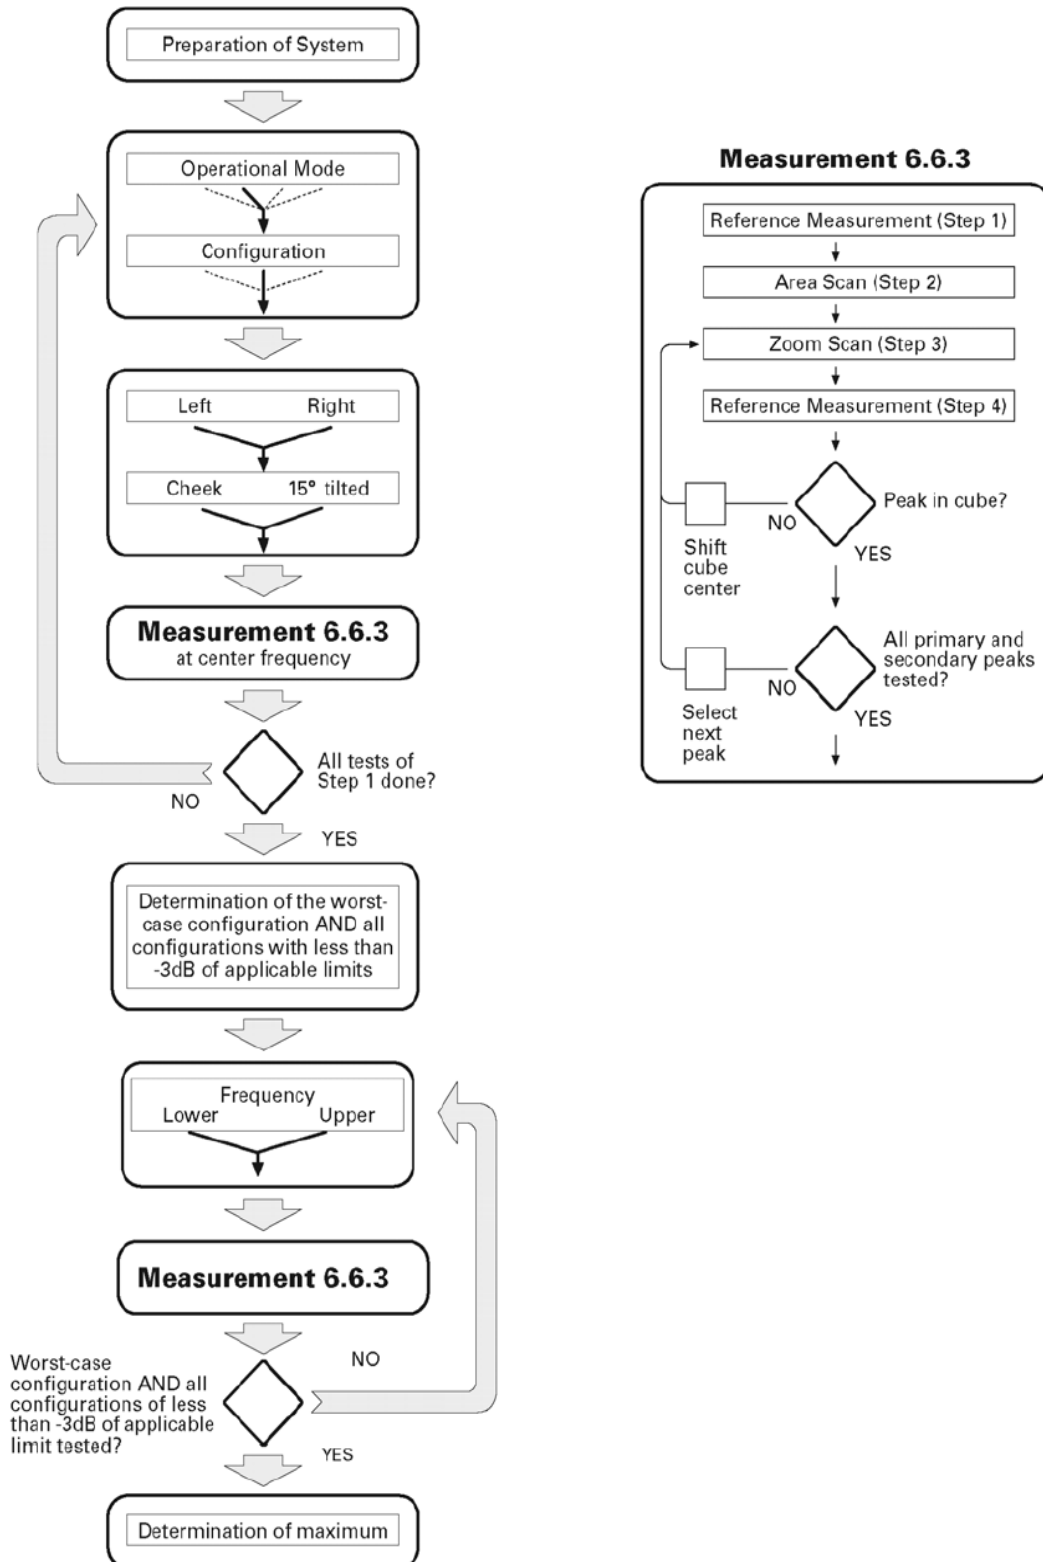 Preparation of System
Operational Mode
Configuration
Left Right
Cheek 15° tilted
Measurement 6.6.3
at center frequency
All tests of
Step 1 done?
NO
YES
Determination of the worst-
case configuration AND all
configurations with less than
-3dB of applicable limits
Frequency
Lower Upper
Measurement 6.6.3
NO
Worst-case
configuration AND all
configurations of less
than -3dB of applicable
limit tested?
YES
Determination of maximum
Measurement 6.6.3
Reference Measurement (Step 1)
Area Scan (Step 2)
Zoom Scan (Step 3)
Reference Measurement (Step 4)
Peak in cube?
NO
YES
Shift
cube
center
All primary and
secondary peaks
tested?
NO
YES
Select
next
peak